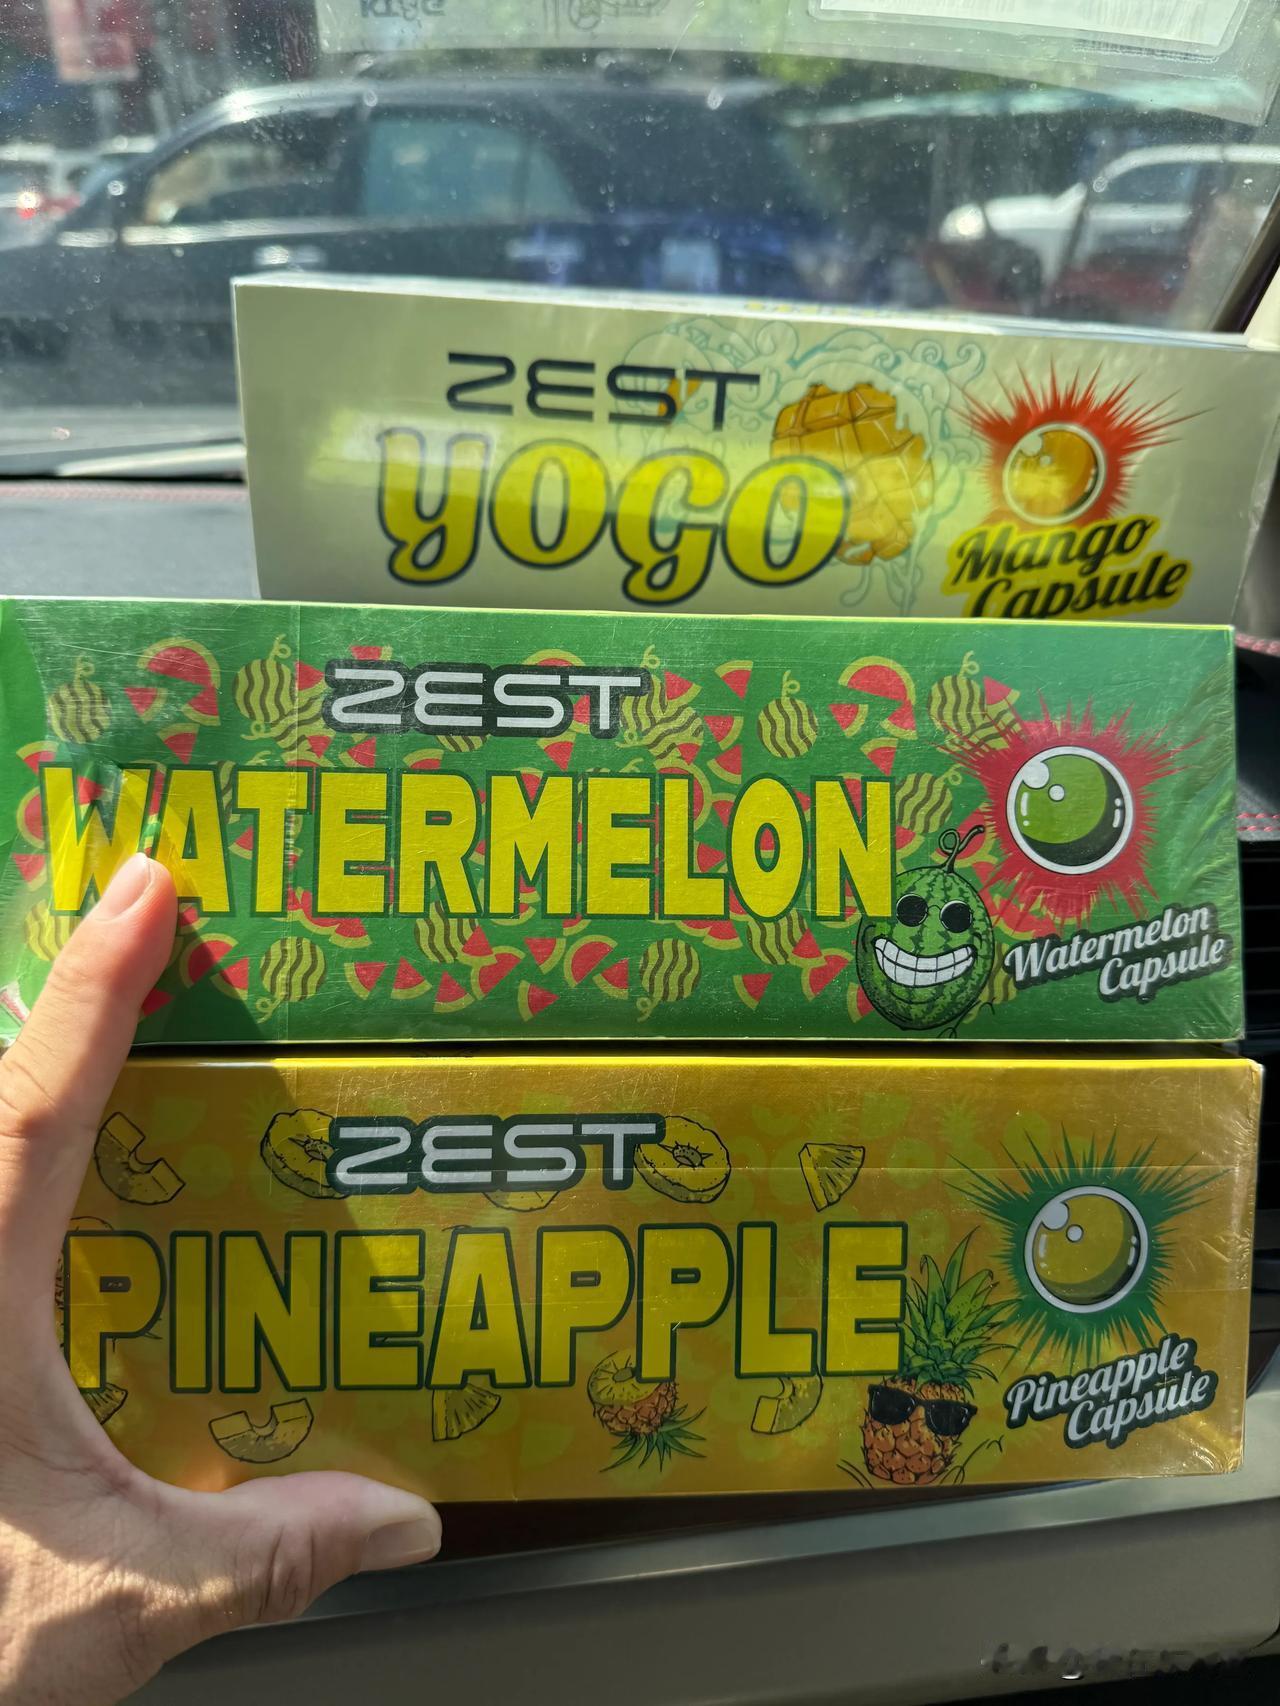 ZEST
YOGO
Mango
Capsule
ZEST
WATERMELON
Watermelon
Capsule
ZEST
PINEAPPLE
Pineapple
Capsule